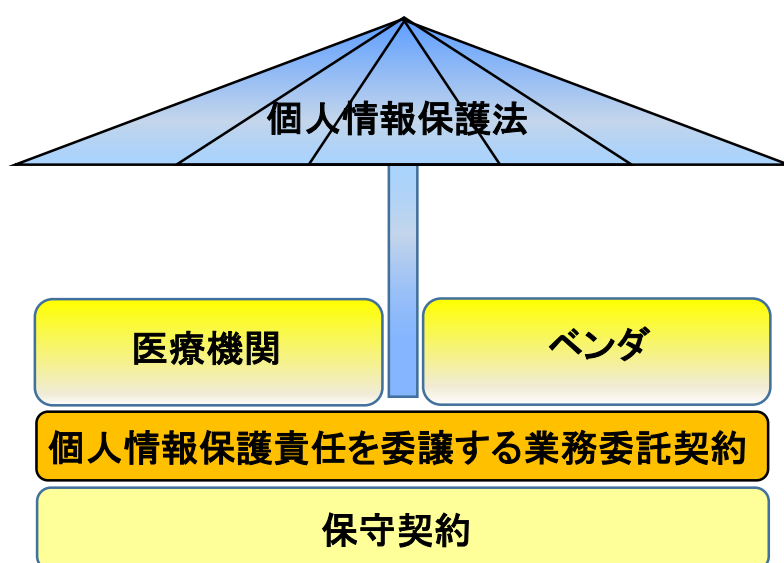 個人情報保護法
医療機関
ベンダ
個人情報保護責任を委譲する業務委託契約
保守契約